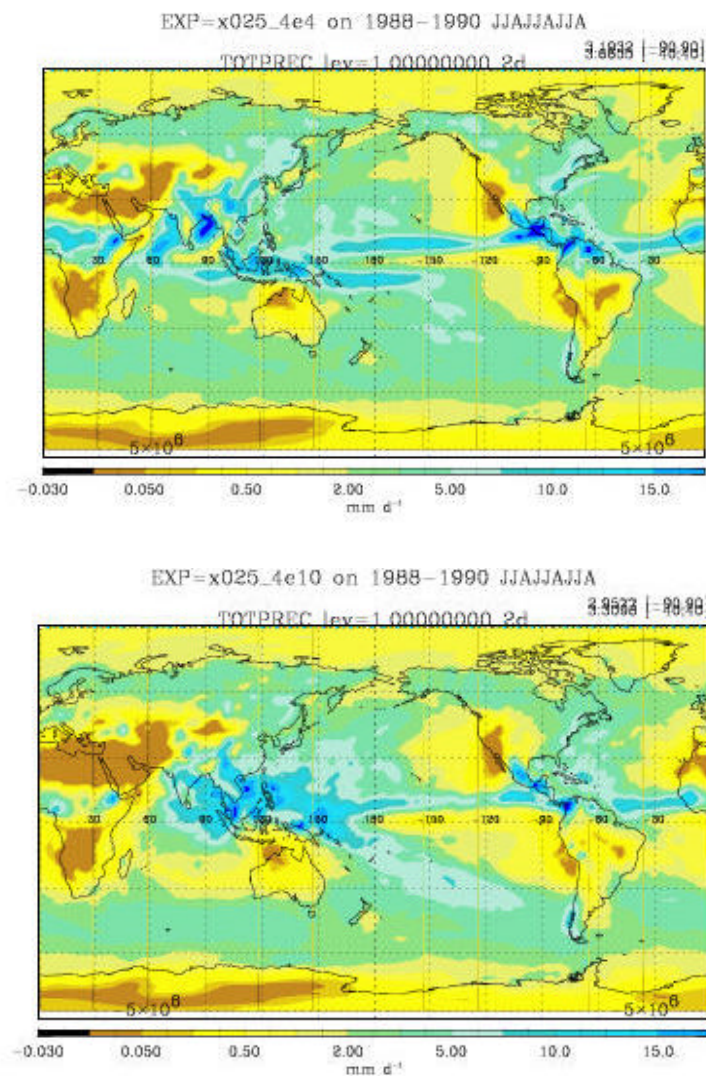 EXP=x025_4e4 on 1988-1990 JJAJJAJJA
TOTPREC lev=1.00000000 2d
30 60 90 120 150 120 90 60 30
5×10⁶ 5×10⁶
-0.030 0.050 0.50 2.00 5.00 10.0 15.0
mm d⁻¹
EXP=x025_4e10 on 1988-1990 JJAJJAJJA
TOTPREC lev=1.00000000 2d
30 60 90 120 150 120 90 60 30
-5×10⁶ -5×10⁶
-0.030 0.050 0.50 2.00 5.00 10.0 15.0
mm d⁻¹